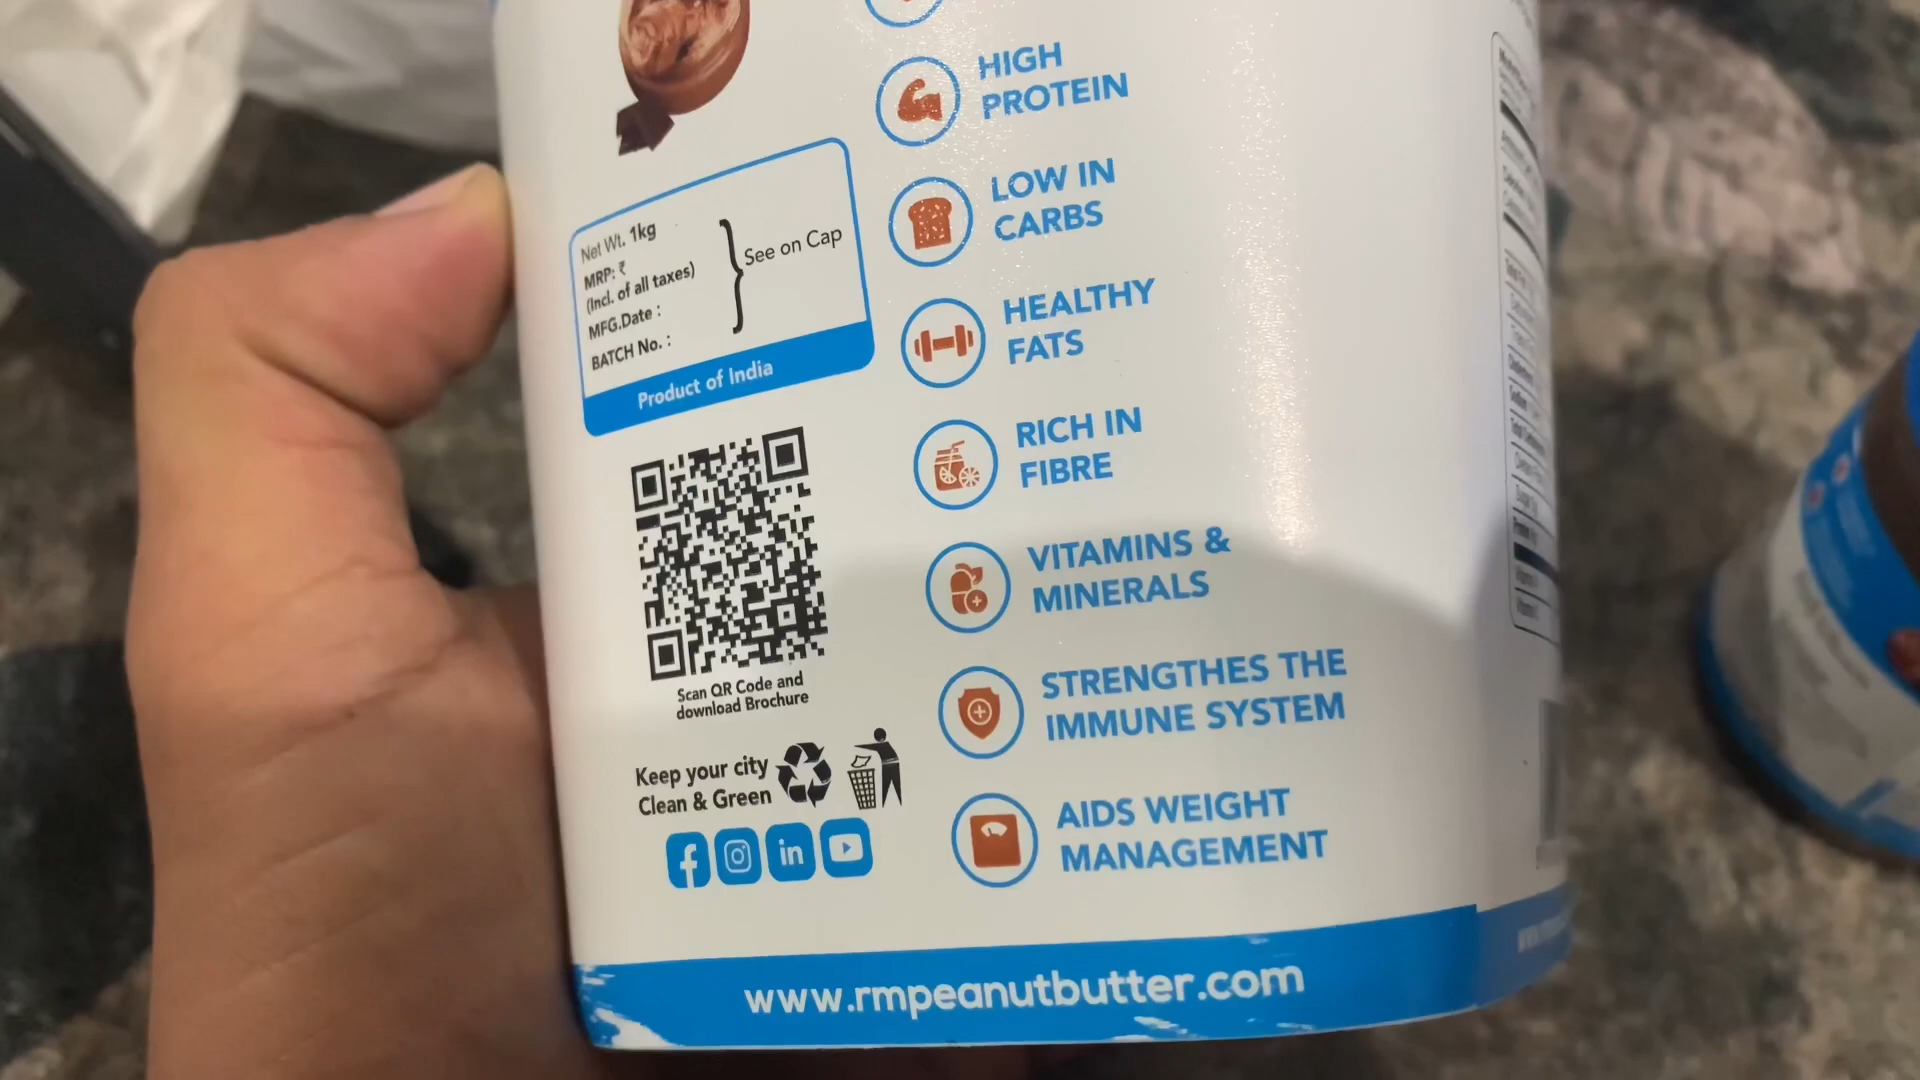 Net Wt. 1kg
MRP: ₹
(Incl. of all taxes)
MFG.Date :
BATCH No. :
See on Cap
Product of India
Scan QR Code and
download Brochure
Keep your city
Clean & Green
HIGH
PROTEIN
LOW IN
CARBS
HEALTHY
FATS
RICH IN
FIBRE
VITAMINS &
MINERALS
STRENGTHES THE
IMMUNE SYSTEM
AIDS WEIGHT
MANAGEMENT
www.rmpeanutbutter.com